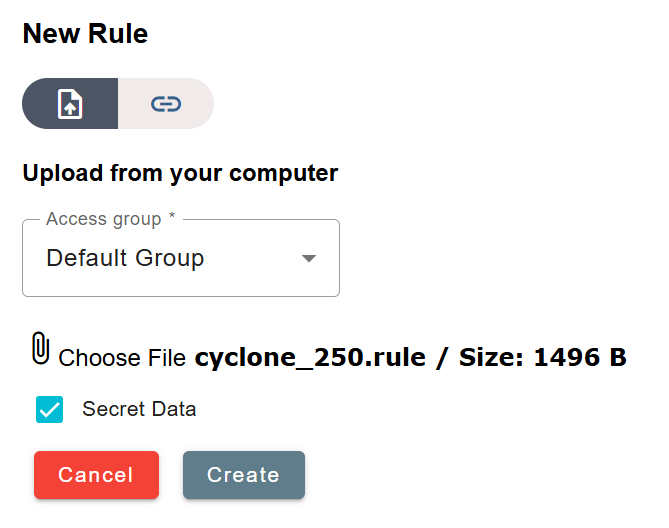 New Rule
Upload from your computer
Access group *
Default Group
Choose File cyclone_250.rule / Size: 1496 B
Secret Data
Cancel Create